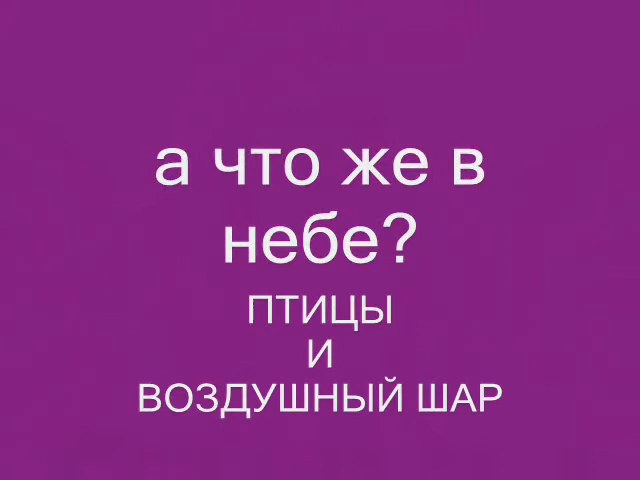 а что же в
небе?
ПТИЦЫ
И
ВОЗДУШНЫЙ ШАР